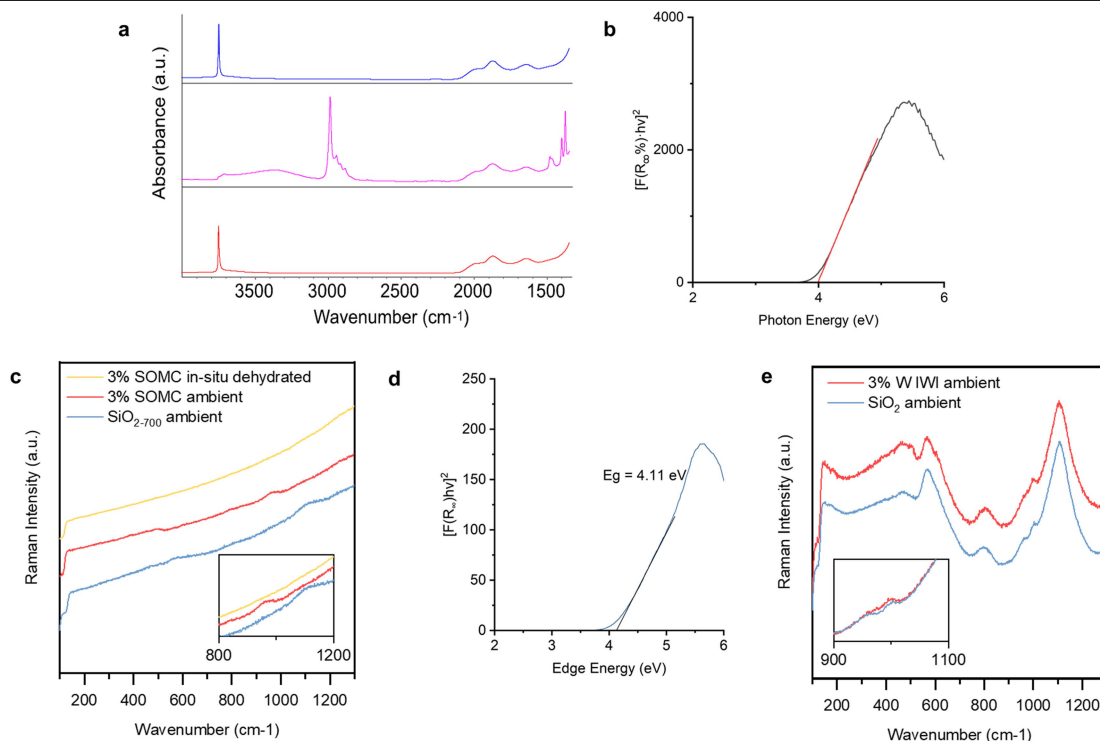 a
Absorbance (a.u.)
3500 3000 2500 2000 1500
Wavenumber (cm-1)
b
[F(R∞%)·hv]²
4000
2000
0
2 4 6
Photon Energy (eV)
c
3% SOMC in-situ dehydrated
3% SOMC ambient
SiO2-700 ambient
Raman Intensity (a.u.)
800 1200
200 400 600 800 1000 1200
Wavenumber (cm-1)
d
[F(R∞)hv]²
250
200
150
100
50
0
Eg = 4.11 eV
2 3 4 5 6
Edge Energy (eV)
e
3% W IWI ambient
SiO2 ambient
Raman Intensity (a.u.)
900 1100
200 400 600 800 1000 1200
Wavenumber (cm-1)